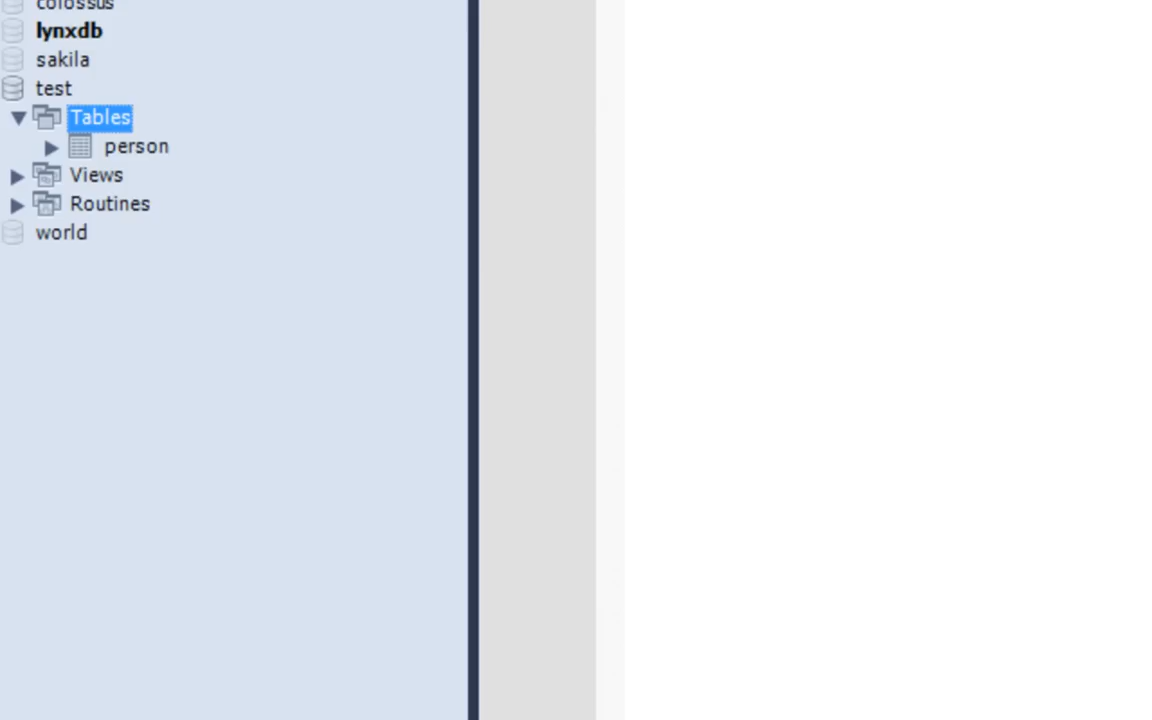 colossus
lynxdb
sakila
test
Tables
person
Views
Routines
world